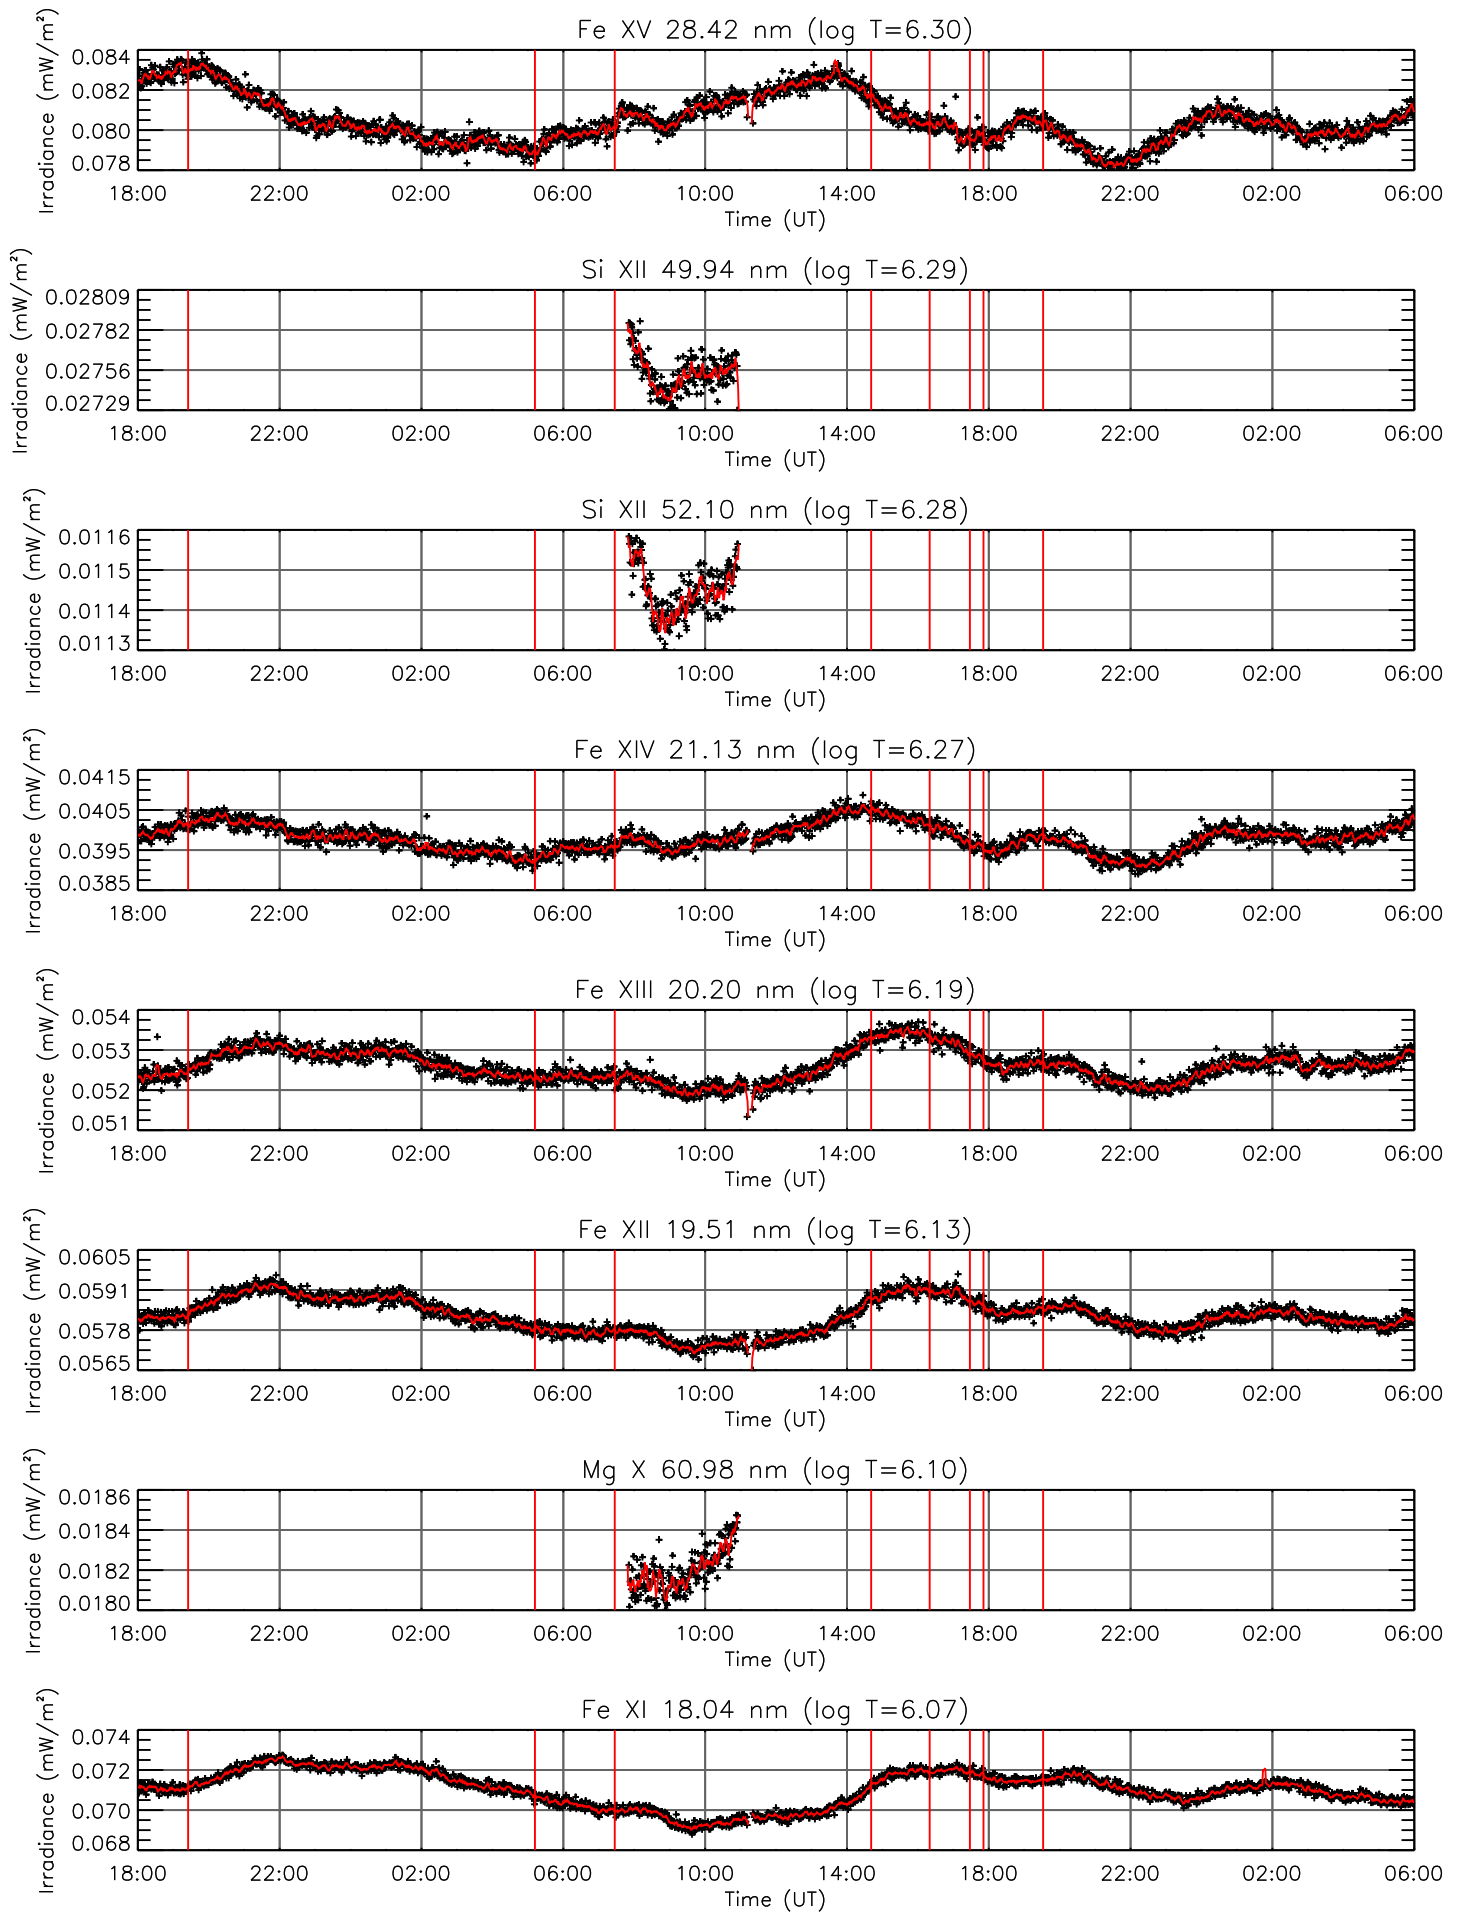 Fe XV 28.42 nm (log T=6.30)
Irradiance (mW/m²)
0.084
0.082
0.080
0.078
18:00 22:00 02:00 06:00 10:00 14:00 18:00 22:00 02:00 06:00
Time (UT)
Si XII 49.94 nm (log T=6.29)
Irradiance (mW/m²)
0.02809
0.02782
0.02756
0.02729
18:00 22:00 02:00 06:00 10:00 14:00 18:00 22:00 02:00 06:00
Time (UT)
Si XII 52.10 nm (log T=6.28)
Irradiance (mW/m²)
0.0116
0.0115
0.0114
0.0113
18:00 22:00 02:00 06:00 10:00 14:00 18:00 22:00 02:00 06:00
Time (UT)
Fe XIV 21.13 nm (log T=6.27)
Irradiance (mW/m²)
0.0415
0.0405
0.0395
0.0385
18:00 22:00 02:00 06:00 10:00 14:00 18:00 22:00 02:00 06:00
Time (UT)
Fe XIII 20.20 nm (log T=6.19)
Irradiance (mW/m²)
0.054
0.053
0.052
0.051
18:00 22:00 02:00 06:00 10:00 14:00 18:00 22:00 02:00 06:00
Time (UT)
Fe XII 19.51 nm (log T=6.13)
Irradiance (mW/m²)
0.0605
0.0591
0.0578
0.0565
18:00 22:00 02:00 06:00 10:00 14:00 18:00 22:00 02:00 06:00
Time (UT)
Mg X 60.98 nm (log T=6.10)
Irradiance (mW/m²)
0.0186
0.0184
0.0182
0.0180
18:00 22:00 02:00 06:00 10:00 14:00 18:00 22:00 02:00 06:00
Time (UT)
Fe XI 18.04 nm (log T=6.07)
Irradiance (mW/m²)
0.074
0.072
0.070
0.068
18:00 22:00 02:00 06:00 10:00 14:00 18:00 22:00 02:00 06:00
Time (UT)